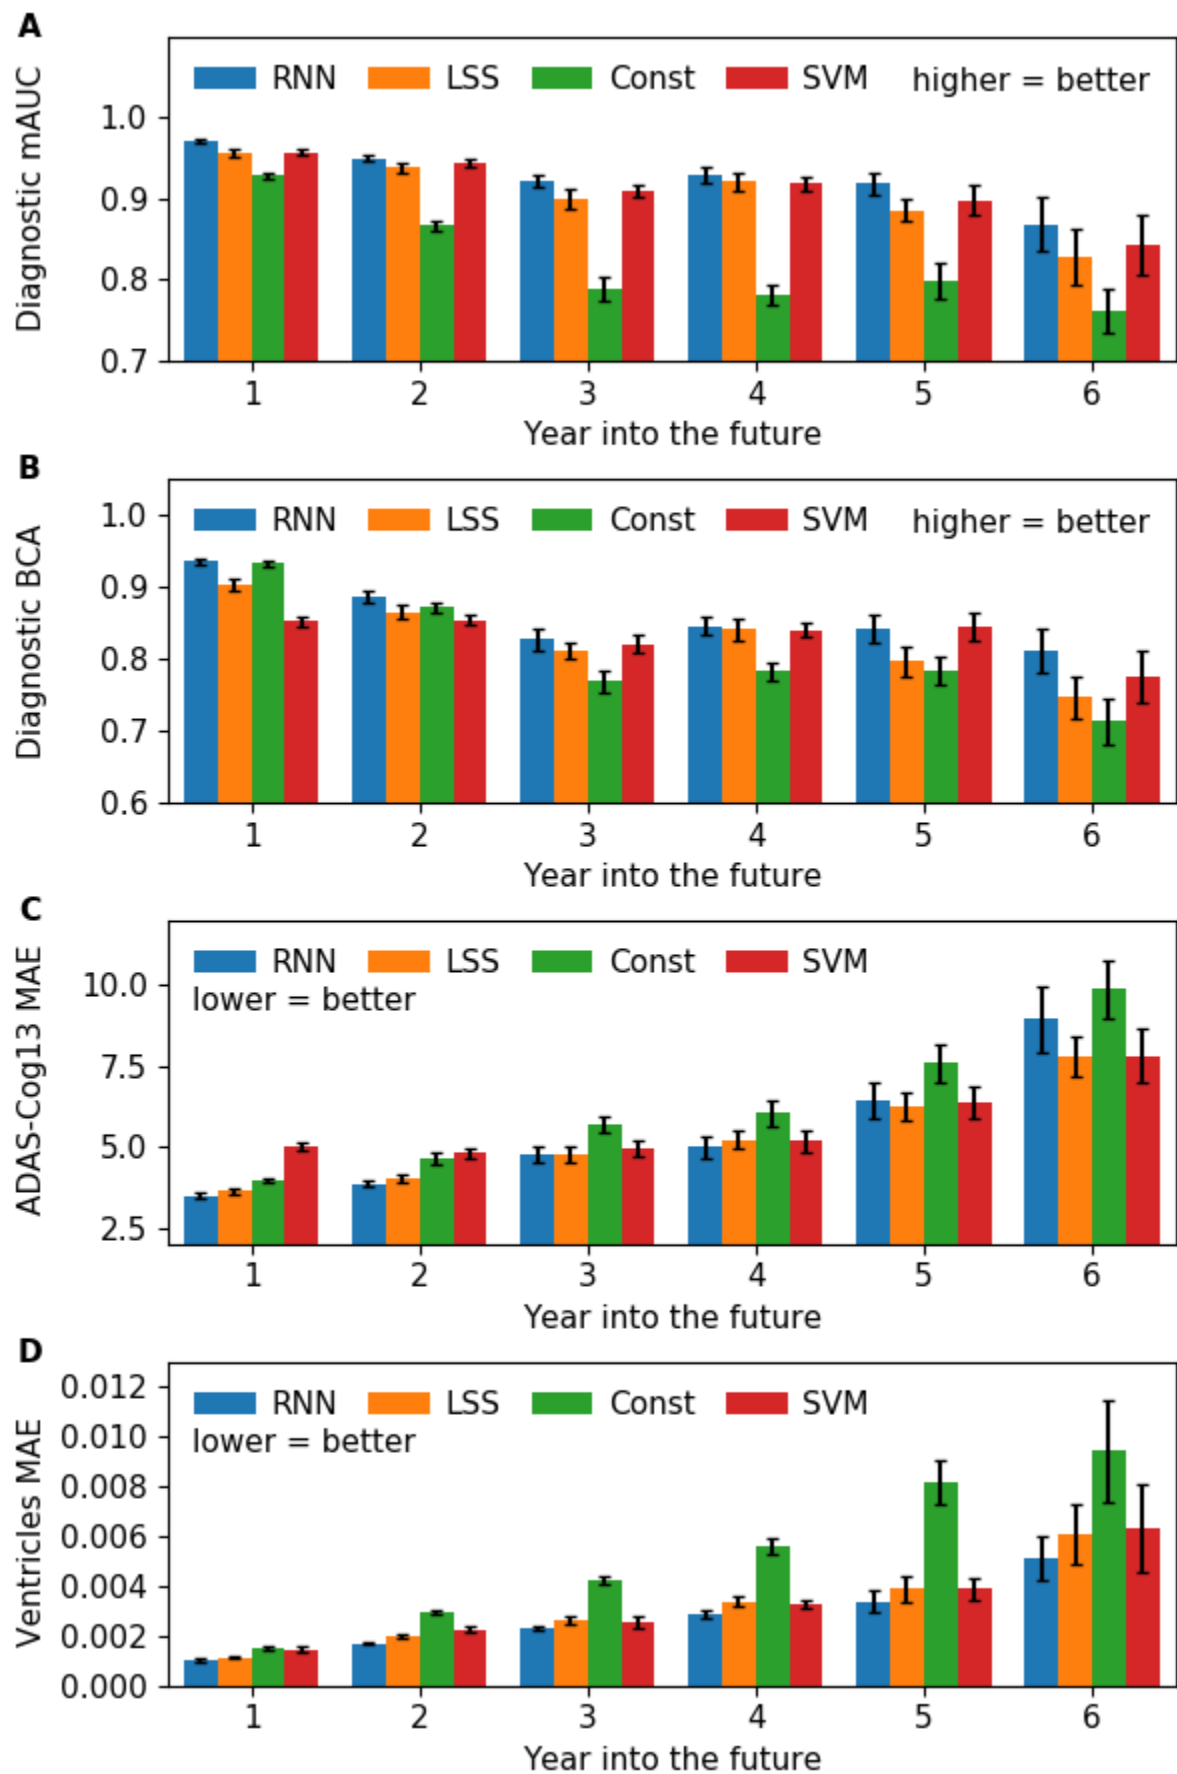 A
Diagnostic mAUC
RNN LSS Const SVM higher = better
1.0
0.9
0.8
0.7
1 2 3 4 5 6
Year into the future
B
Diagnostic BCA
RNN LSS Const SVM higher = better
1.0
0.9
0.8
0.7
0.6
1 2 3 4 5 6
Year into the future
C
ADAS-Cog13 MAE
RNN LSS Const SVM
lower = better
10.0
7.5
5.0
2.5
1 2 3 4 5 6
Year into the future
D
Ventricles MAE
RNN LSS Const SVM
lower = better
0.012
0.010
0.008
0.006
0.004
0.002
0.000
1 2 3 4 5 6
Year into the future